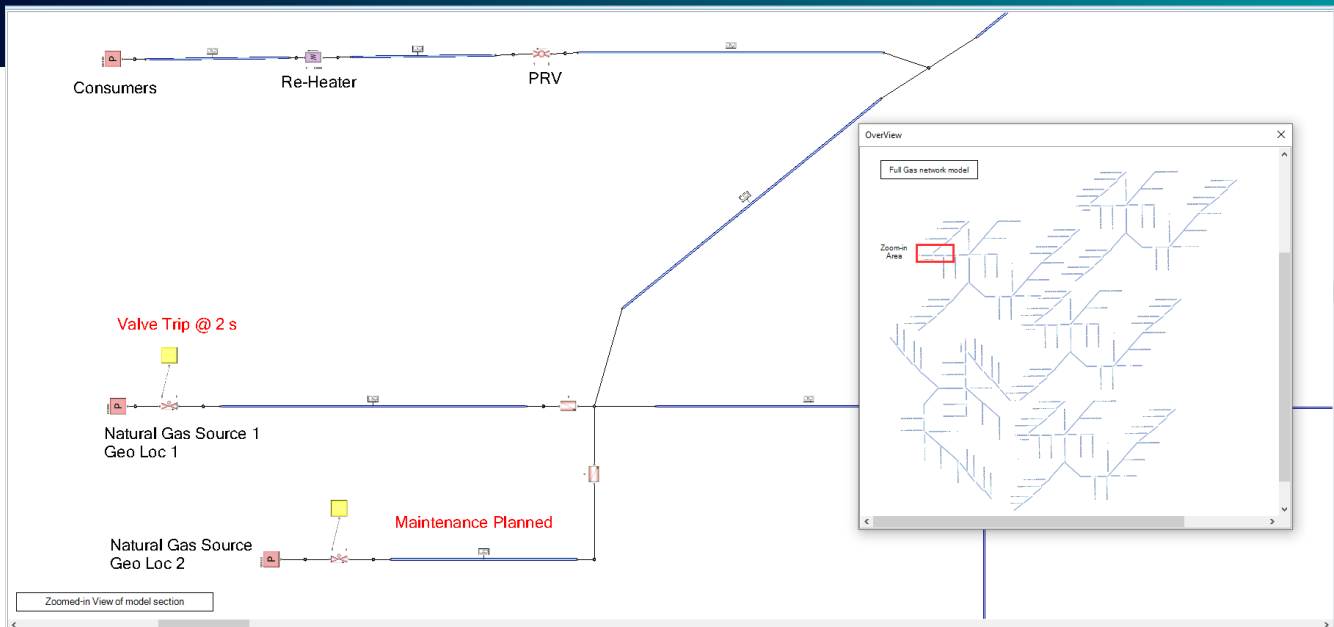 Consumers
Re-Heater
PRV
OverView
Full Gas network model
Zoom-in
Area
Valve Trip @ 2 s
P
Natural Gas Source 1
Geo Loc 1
Maintenance Planned
Natural Gas Source
Geo Loc 2
P
Zoomed-in View of model section